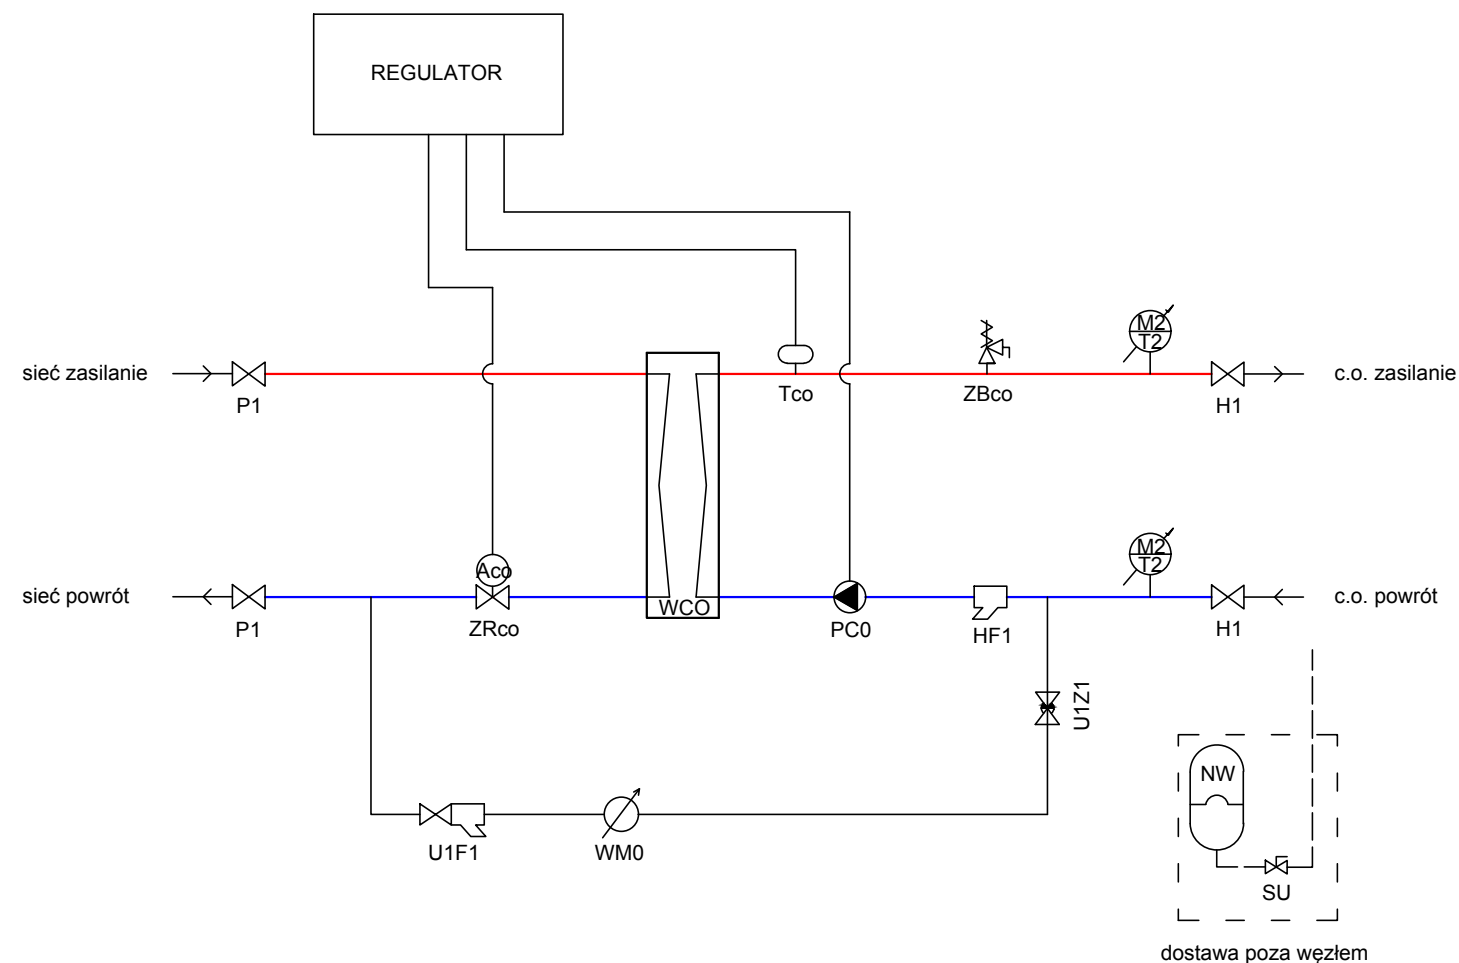 REGULATOR
M2
T2
sieć zasilanie
P1
Tco
ZBco
H1
c.o. zasilanie
M2
T2
Aco
sieć powrót
P1
ZRco
WCO
PC0
HF1
H1
c.o. powrót
U1Z1
NW
U1F1
WM0
SU
dostawa poza węzłem